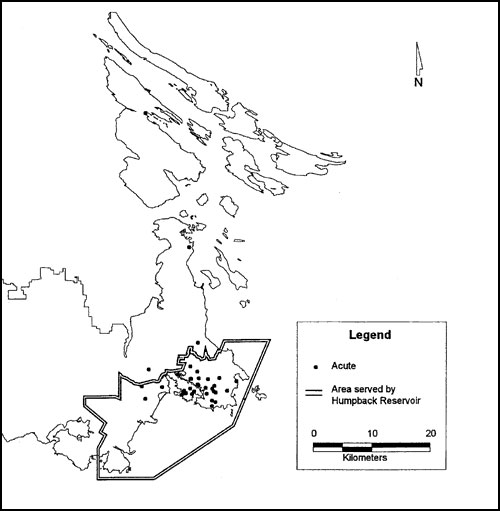 N
Legend
Acute
Area served by
Humpback Reservoir
0 10 20
Kilometers